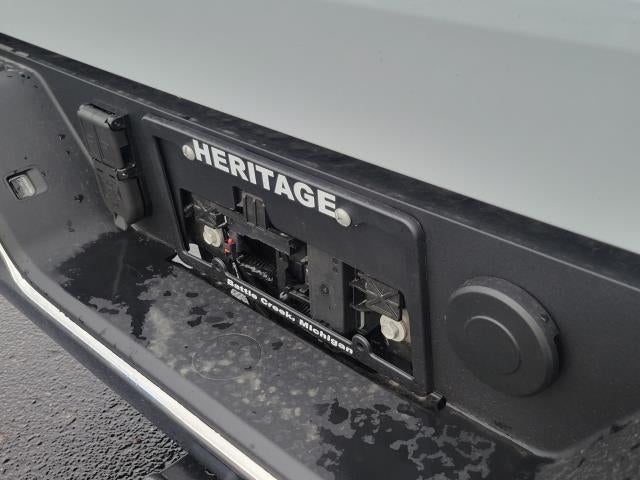 HERITAGE
Battle Creek, Michigan